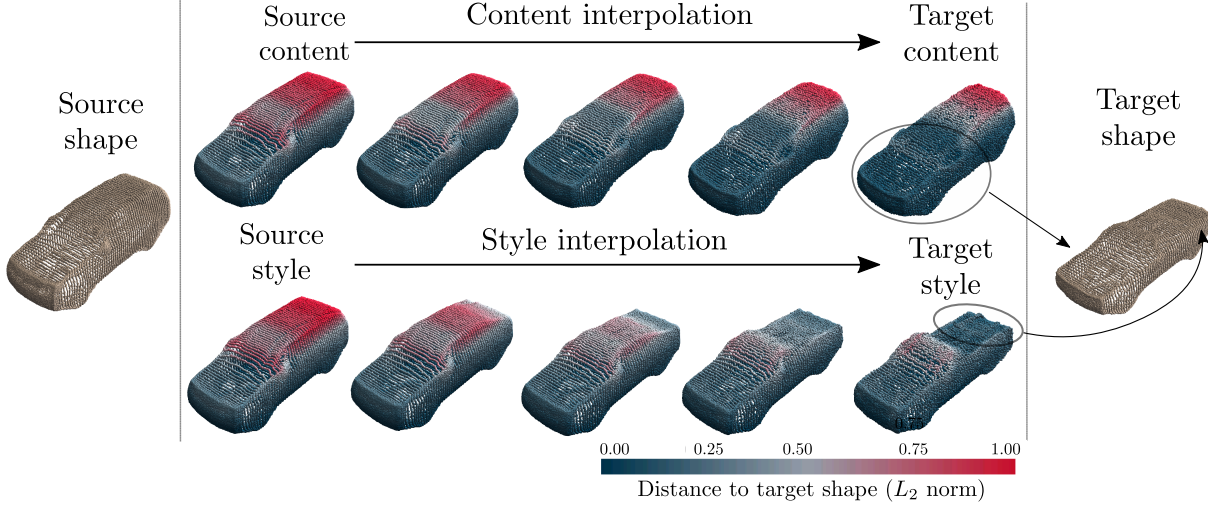 Source
content
Content interpolation
Target
content
Source
shape
Target
shape
Source
style
Style interpolation
Target
style
0.00 0.25 0.50 0.75 1.00
Distance to target shape (L₂ norm)